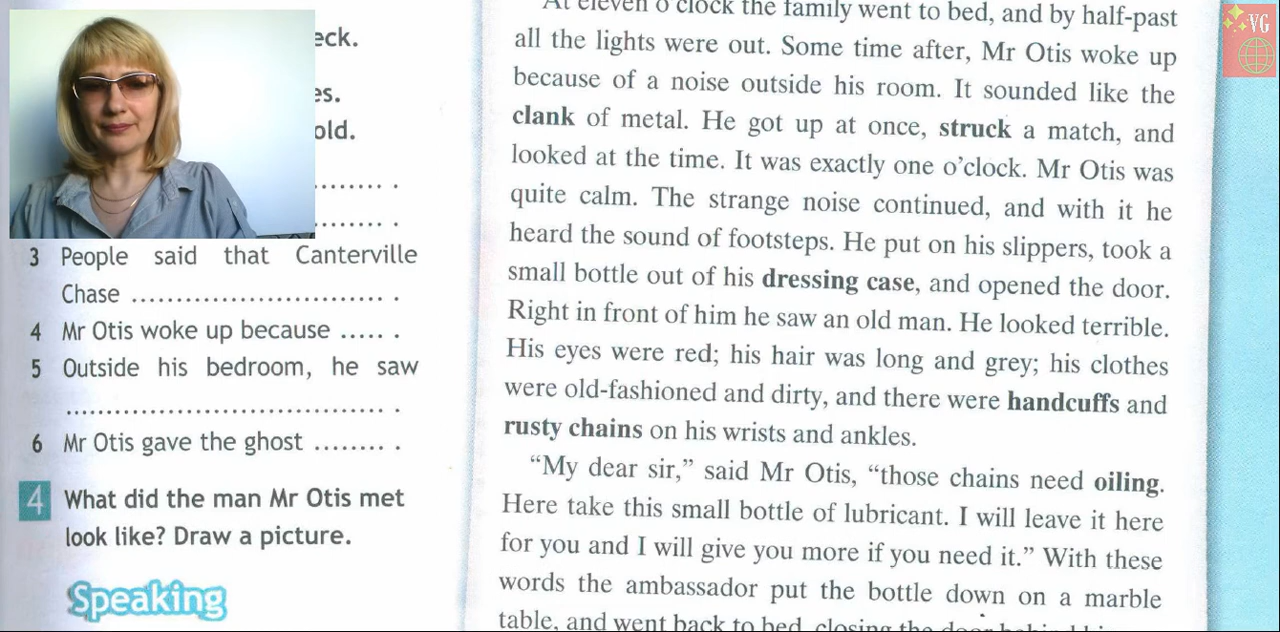 eck.
es.
old.
........ .
........ .
3 People said that Canterville
Chase ............................... .
4 Mr Otis woke up because ..... .
5 Outside his bedroom, he saw
....................................... .
6 Mr Otis gave the ghost ........ .
4 What did the man Mr Otis met
look like? Draw a picture.
Speaking
At eleven o'clock the family went to bed, and by half-past
all the lights were out. Some time after, Mr Otis woke up
because of a noise outside his room. It sounded like the
clank of metal. He got up at once, struck a match, and
looked at the time. It was exactly one o'clock. Mr Otis was
quite calm. The strange noise continued, and with it he
heard the sound of footsteps. He put on his slippers, took a
small bottle out of his dressing case, and opened the door.
Right in front of him he saw an old man. He looked terrible.
His eyes were red; his hair was long and grey; his clothes
were old-fashioned and dirty, and there were handcuffs and
rusty chains on his wrists and ankles.
“My dear sir,” said Mr Otis, “those chains need oiling.
Here take this small bottle of lubricant. I will leave it here
for you and I will give you more if you need it.” With these
words the ambassador put the bottle down on a marble
table, and went back to bed, closing the door behind
VG